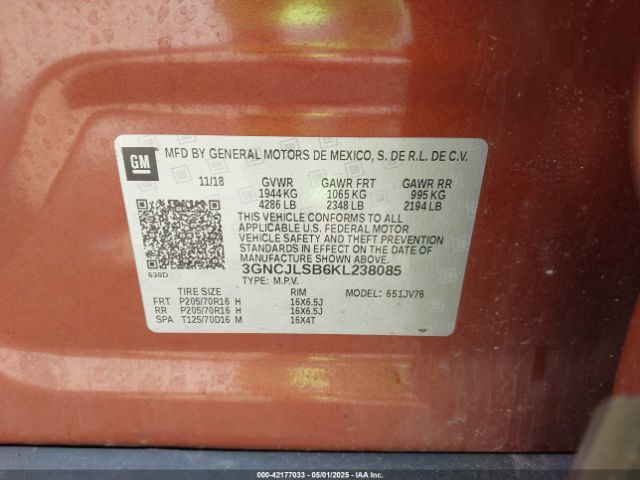 GM
MFD BY GENERAL MOTORS DE MEXICO, S. DE R.L. DE C.V.
11/18 GVWR GAWR FRT GAWR RR
1944 KG 1065 KG 995 KG
4286 LB 2348 LB 2194 LB
THIS VEHICLE CONFORMS TO ALL
APPLICABLE U.S. FEDERAL MOTOR
VEHICLE SAFETY AND THEFT PREVENTION
STANDARDS IN EFFECT ON THE DATE OF
MANUFACTURE SHOWN ABOVE.
630D 3GNCJLSB6KL238085
TYPE: M.P.V.
TIRE SIZE RIM MODEL: 651JV76
FRT P205/70R16 H 16X6.5J
RR P205/70R16 H 16X6.5J
SPA T125/70D16 M 16X4T
000-42177033 - 05/01/2025 - IAA, Inc.